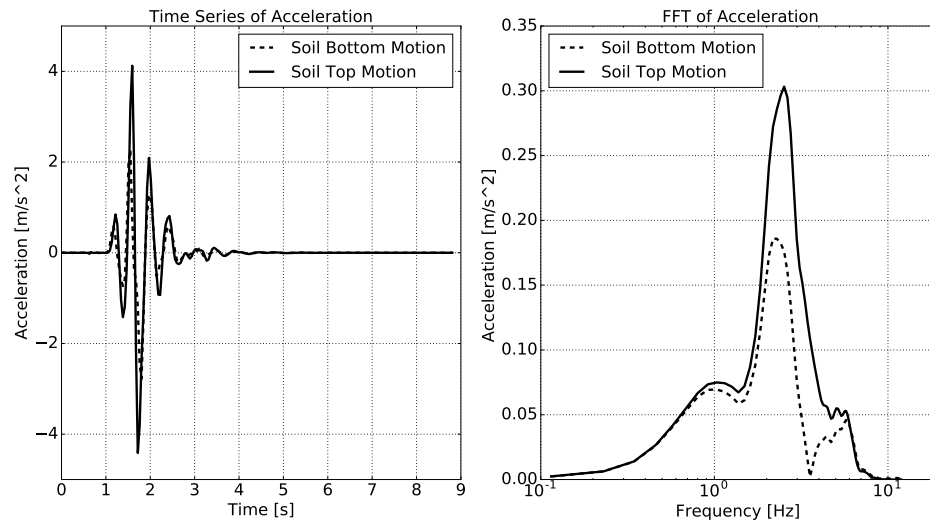 Time Series of Acceleration
Soil Bottom Motion
Soil Top Motion
4
2
0
−2
−4
Acceleration [m/s^2]
0 1 2 3 4 5 6 7 8 9
Time [s]
FFT of Acceleration
Soil Bottom Motion
Soil Top Motion
0.35
0.30
0.25
0.20
0.15
0.10
0.05
0.00
Acceleration [m/s^2]
10^-1 10^0 10^1
Frequency [Hz]